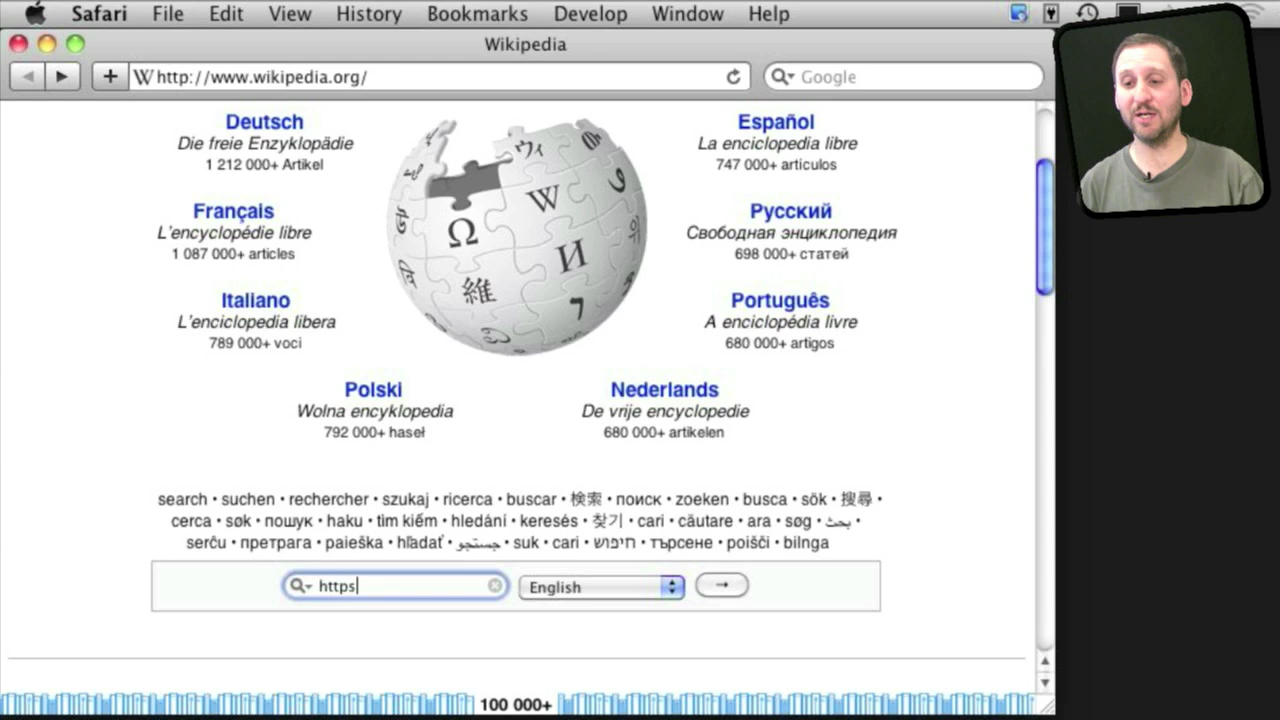 Safari File Edit View History Bookmarks Develop Window Help
Wikipedia
W http://www.wikipedia.org/ Google
Deutsch
Die freie Enzyklopädie
1 212 000+ Artikel
Español
La enciclopedia libre
747 000+ artículos
Français
L'encyclopédie libre
1 087 000+ articles
Русский
Свободная энциклопедия
698 000+ статей
Italiano
L'enciclopedia libera
789 000+ voci
Português
A enciclopédia livre
680 000+ artigos
Polski
Wolna encyklopedia
792 000+ haseł
Nederlands
De vrije encyclopedie
680 000+ artikelen
Ω W И 維 ウィ 위 7
search • suchen • rechercher • szukaj • ricerca • buscar • 検索 • поиск • zoeken • busca • sök • 搜尋 •
cerca • søk • пошук • haku • tìm kiếm • hledání • keresés • 찾기 • cari • căutare • ara • søg • بحث •
serĉu • претрага • paieška • hľadať • جستجو • suk • cari • חיפוש • търсене • poišči • bilnga
https English →
100 000+